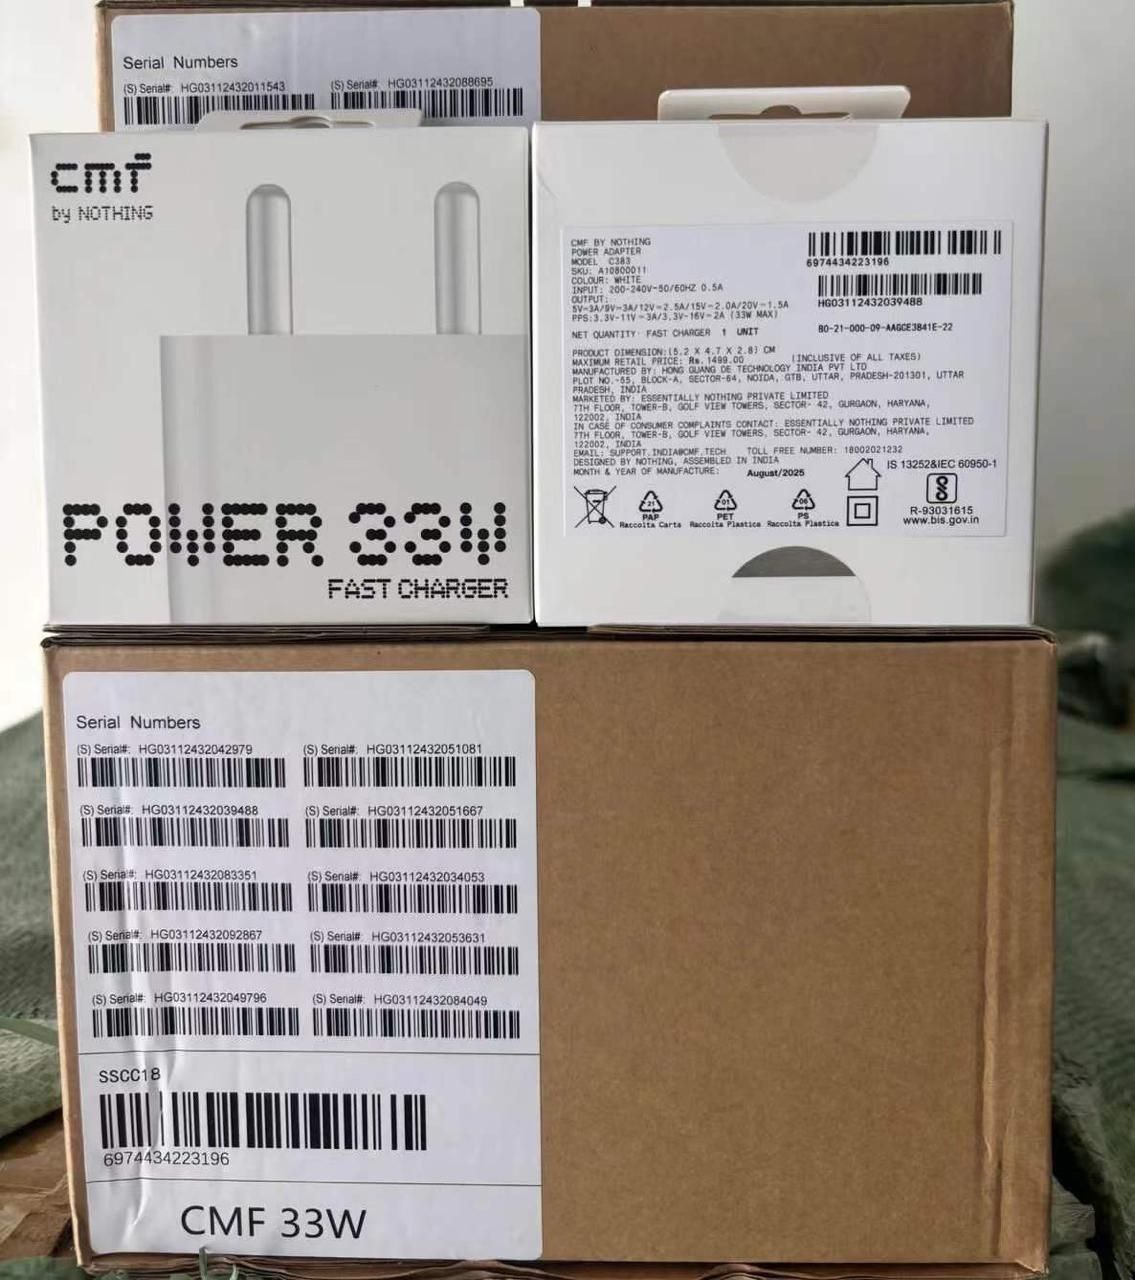 Serial Numbers
(S) Serial#: HG03112432011543
(S) Serial#: HG03112432088695
cmf
by NOTHING
POWER 33W
FAST CHARGER
CMF BY NOTHING
POWER ADAPTER
MODEL C383
SKU: A10800011
COLOUR: WHITE
INPUT: 200-240V~50/60HZ 0.5A
OUTPUT:
5V⎓3A/9V⎓3A/12V⎓2.5A/15V⎓2.0A/20V⎓1.5A
PPS:3.3V-11V⎓3A/3.3V-16V⎓2A (33W MAX)
NET QUANTITY: FAST CHARGER 1 UNIT
6974434223196
HG03112432039488
BO-21-000-09-AAGCE3841E-22
PRODUCT DIMENSION:(5.2 X 4.7 X 2.8) CM
MAXIMUM RETAIL PRICE: Rs.1499.00 (INCLUSIVE OF ALL TAXES)
MANUFACTURED BY: HONG GUANG DE TECHNOLOGY INDIA PVT LTD
PLOT NO.-55, BLOCK-A, SECTOR-64, NOIDA, GTB, UTTAR, PRADESH-201301, UTTAR
PRADESH, INDIA
MARKETED BY: ESSENTIALLY NOTHING PRIVATE LIMITED
7TH FLOOR, TOWER-B, GOLF VIEW TOWERS, SECTOR- 42, GURGAON, HARYANA,
122002, INDIA
IN CASE OF CONSUMER COMPLAINTS CONTACT: ESSENTIALLY NOTHING PRIVATE LIMITED
7TH FLOOR, TOWER-B, GOLF VIEW TOWERS, SECTOR- 42, GURGAON, HARYANA,
122002, INDIA
EMAIL: SUPPORT.INDIA@CMF.TECH TOLL FREE NUMBER: 18002021232
DESIGNED BY NOTHING, ASSEMBLED IN INDIA
MONTH & YEAR OF MANUFACTURE: August/2025
IS 13252&IEC 60950-1
R-93031615
www.bis.gov.in
21
PAP
Raccolta Carta
01
PET
Raccolta Plastica
06
PS
Raccolta Plastica
Serial Numbers
(S) Serial#: HG03112432042979
(S) Serial#: HG03112432051081
(S) Serial#: HG03112432039488
(S) Serial#: HG03112432051667
(S) Serial#: HG03112432083351
(S) Serial#: HG03112432034053
(S) Serial#: HG03112432092867
(S) Serial#: HG03112432053631
(S) Serial#: HG03112432049796
(S) Serial#: HG03112432084049
SSCC18
6974434223196
CMF 33W